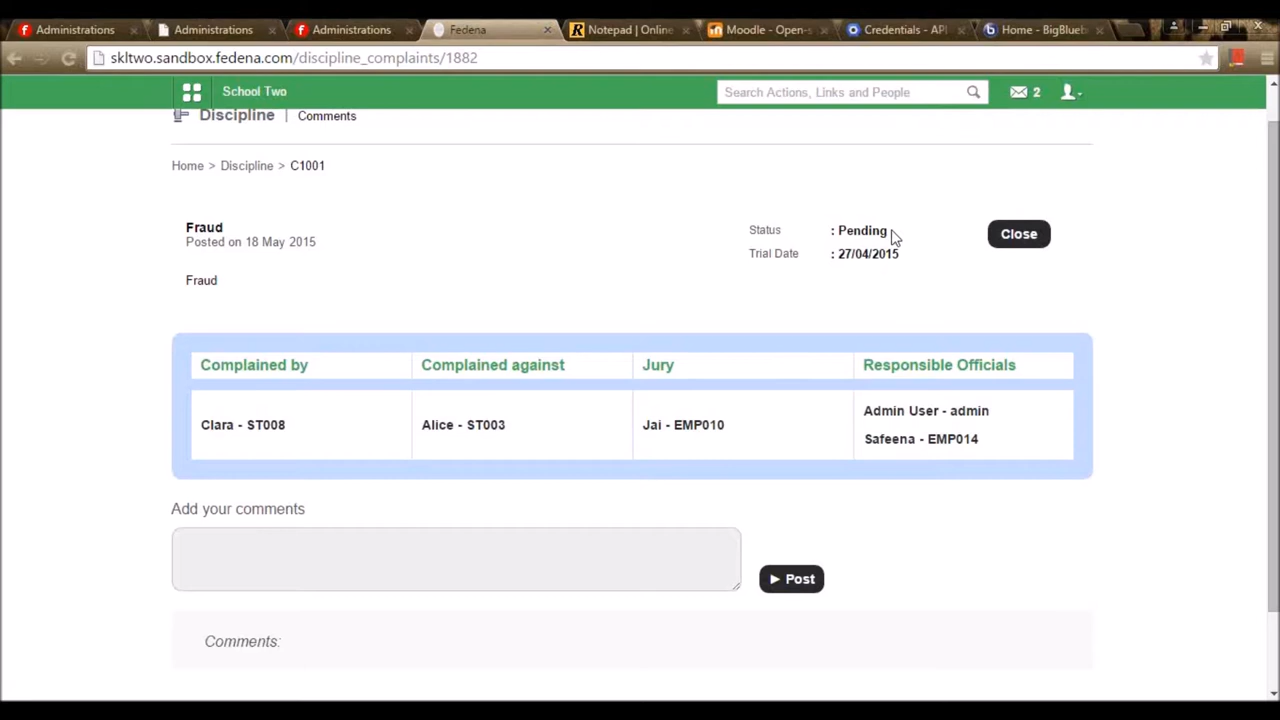 Administrations
Administrations
Administrations
Fedena
Notepad | Online
Moodle - Open-s
Credentials - API
Home - BigBlueb
skltwo.sandbox.fedena.com/discipline_complaints/1882
School Two
Search Actions, Links and People
2
Discipline | Comments
Home > Discipline > C1001
Fraud
Posted on 18 May 2015
Status : Pending
Trial Date : 27/04/2015
Close
Fraud
Complained by Complained against Jury Responsible Officials
Clara - ST008 Alice - ST003 Jai - EMP010 Admin User - admin
Safeena - EMP014
Add your comments
Post
Comments: